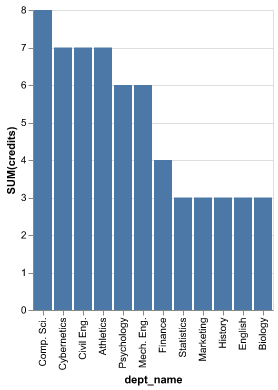 8
7
6
5
4
3
2
1
0
SUM(credits)
Comp. Sci.
Cybernetics
Civil Eng.
Athletics
Psychology
Mech. Eng.
Finance
Statistics
Marketing
History
English
Biology
dept_name